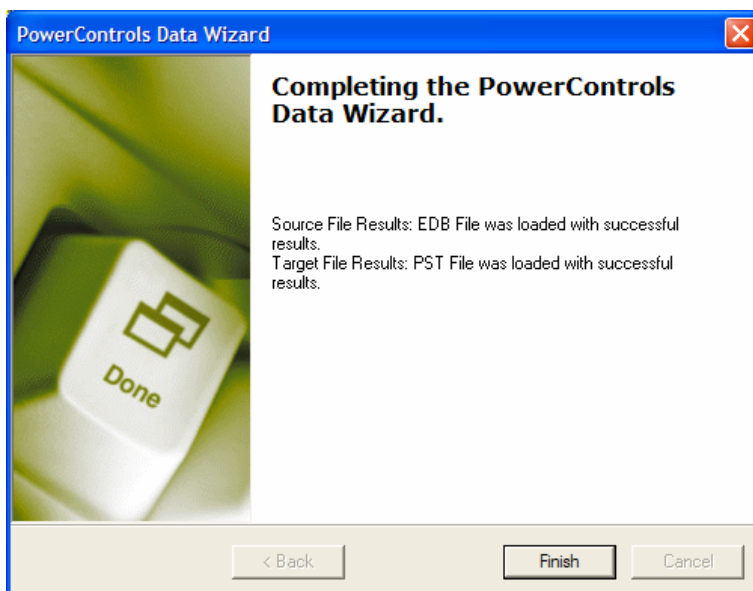 PowerControls Data Wizard
Completing the PowerControls
Data Wizard.
Source File Results: EDB File was loaded with successful
results.
Target File Results: PST File was loaded with successful
results.
Done
< Back
Finish
Cancel